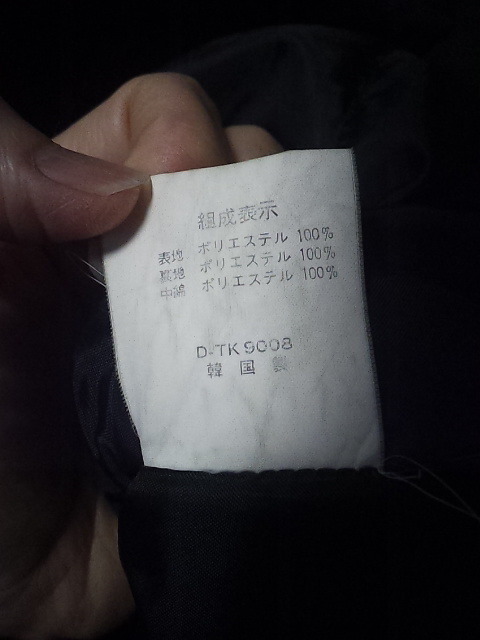 組成表示
表地 ポリエステル 100%
裏地 ポリエステル 100%
中綿 ポリエステル 100%
D-TK9008
韓国製